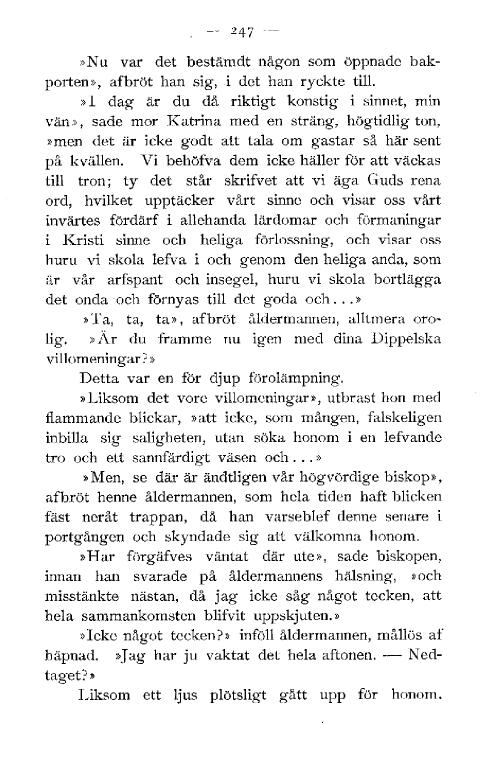 — 247 —
»Nu var det bestämdt någon som öppnade bak-
porten», afbröt han sig, i det han ryckte till.
»I dag är du då riktigt konstig i sinnet, min
vän», sade mor Katrina med en sträng, högtidlig ton,
»men det är icke godt att tala om gastar så här sent
på kvällen. Vi behöfva dem icke häller för att väckas
till tron; ty det står skrifvet att vi äga Guds rena
ord, hvilket upptäcker vårt sinne och visar oss vårt
invärtes fördärf i allehanda lärdomar och förmaningar
i Kristi sinne och heliga förlossning, och visar oss
huru vi skola lefva i och genom den heliga anda, som
är vår arfspant och insegel, huru vi skola bortlägga
det onda och förnyas till det goda och...»
»Ta, ta, ta», afbröt åldermannen, alltmera oro-
lig. »Är du framme nu igen med dina Dippelska
villomeningar?»
Detta var en för djup förolämpning.
»Liksom det vore villomeningar», utbrast hon med
flammande blickar, »att icke, som mången, falskeligen
inbilla sig saligheten, utan söka honom i en lefvande
tro och ett sannfärdigt väsen och...»
»Men, se där är ändtligen vår högvördige biskop»,
afbröt henne åldermannen, som hela tiden haft blicken
fäst neråt trappan, då han varseblef denne senare i
portgången och skyndade sig att välkomna honom.
»Har förgäfves väntat där ute», sade biskopen,
innan han svarade på åldermannens hälsning, »och
misstänkte nästan, då jag icke såg något tecken, att
hela sammankomsten blifvit uppskjuten.»
»Icke något tecken?» inföll åldermannen, mållös af
häpnad. »Jag har ju vaktat det hela aftonen. — Ned-
taget?»
Liksom ett ljus plötsligt gått upp för honom.